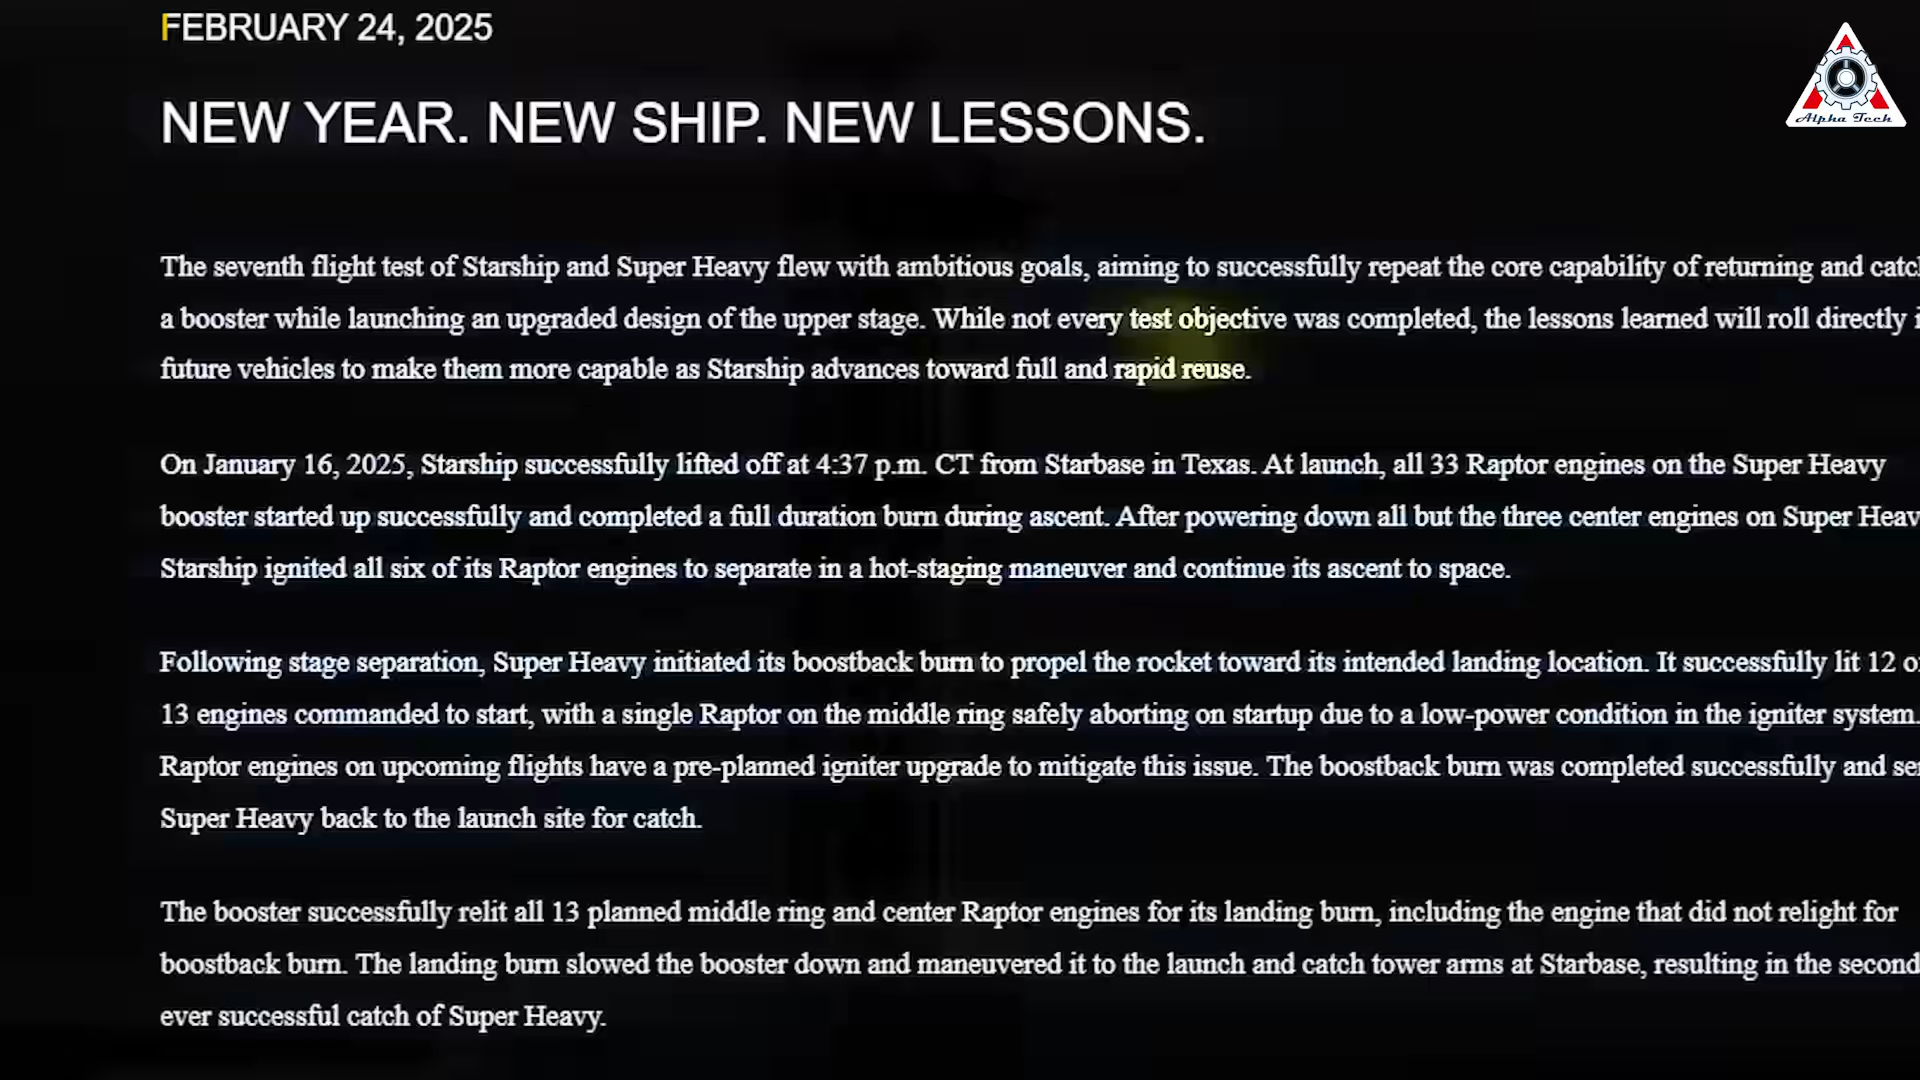 FEBRUARY 24, 2025
Alpha Tech
NEW YEAR. NEW SHIP. NEW LESSONS.
The seventh flight test of Starship and Super Heavy flew with ambitious goals, aiming to successfully repeat the core capability of returning and
a booster while launching an upgraded design of the upper stage. While not every test objective was completed, the lessons learned will roll directly
future vehicles to make them more capable as Starship advances toward full and rapid reuse.
On January 16, 2025, Starship successfully lifted off at 4:37 p.m. CT from Starbase in Texas. At launch, all 33 Raptor engines on the Super Heavy
booster started up successfully and completed a full duration burn during ascent. After powering down all but the three center engines on Super
Starship ignited all six of its Raptor engines to separate in a hot-staging maneuver and continue its ascent to space.
Following stage separation, Super Heavy initiated its boostback burn to propel the rocket toward its intended landing location. It successfully lit 12
13 engines commanded to start, with a single Raptor on the middle ring safely aborting on startup due to a low-power condition in the igniter system.
Raptor engines on upcoming flights have a pre-planned igniter upgrade to mitigate this issue. The boostback burn was completed successfully and
Super Heavy back to the launch site for catch.
The booster successfully relit all 13 planned middle ring and center Raptor engines for its landing burn, including the engine that did not relight for
boostback burn. The landing burn slowed the booster down and maneuvered it to the launch and catch tower arms at Starbase, resulting in the second
ever successful catch of Super Heavy.